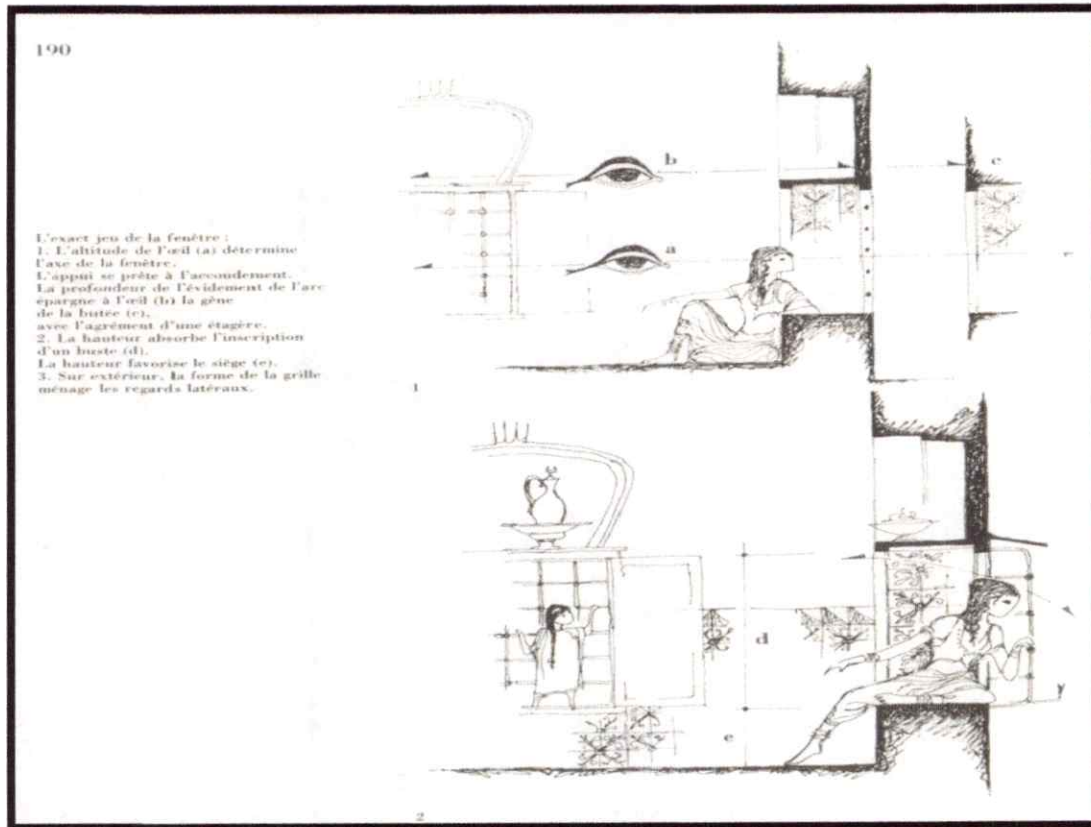 190
L'exact jeu de la fenêtre :
1. L'altitude de l'œil (a) détermine
l'axe de la fenêtre.
L'appui se prête à l'accoudement.
La profondeur de l'évidement de l'arc
épargne à l'œil (b) la gêne
de la butée (c),
avec l'agrément d'une étagère.
2. La hauteur absorbe l'inscription
d'un buste (d).
La hauteur favorise le siège (e).
3. Sur extérieur, la forme de la grille
ménage les regards latéraux.
b
c
a
1
d
y
e
2